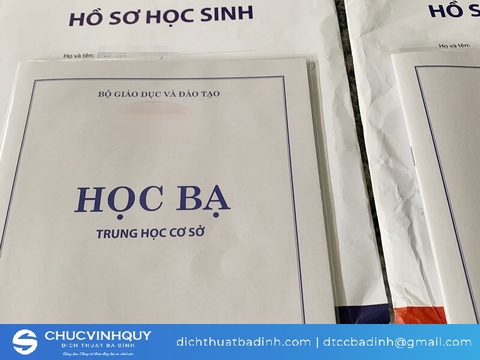 HỒ SƠ HỌC SINH
Họ và tên:
HỒ S
Họ và tên:
BỘ GIÁO DỤC VÀ ĐÀO TẠO
HỌC BẠ
TRUNG HỌC CƠ SỞ
CHUCVINHQUY
DỊCH THUẬT BA ĐÌNH
dichthuatbadinh.com | dtccbadinh@gmail.com